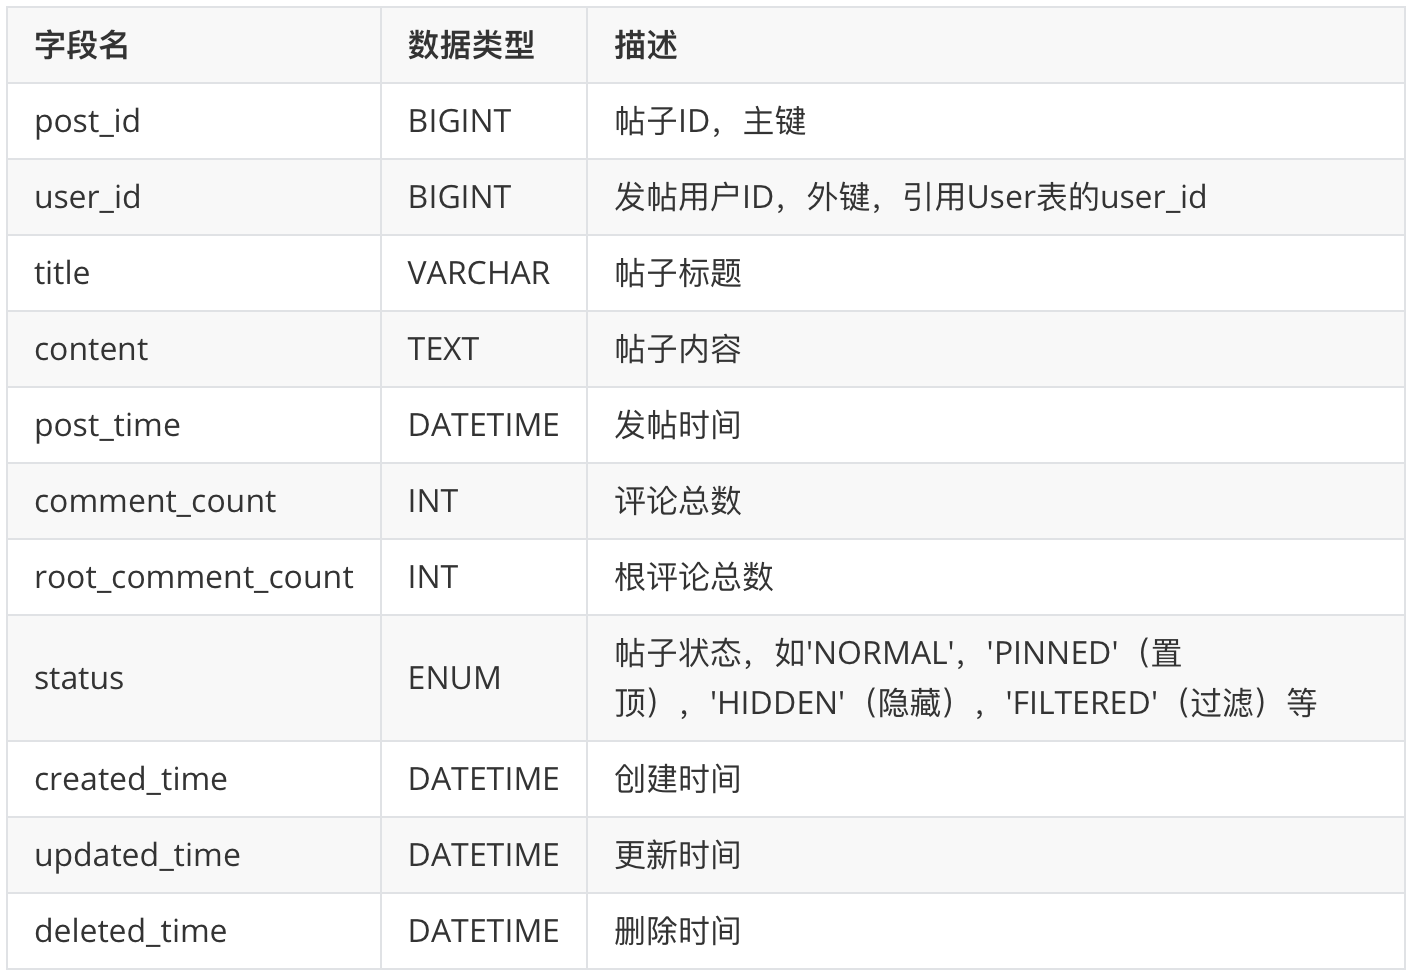 字段名 数据类型 描述
post_id BIGINT 帖子ID，主键
user_id BIGINT 发帖用户ID，外键，引用User表的user_id
title VARCHAR 帖子标题
content TEXT 帖子内容
post_time DATETIME 发帖时间
comment_count INT 评论总数
root_comment_count INT 根评论总数
status ENUM 帖子状态，如'NORMAL'，'PINNED'（置
顶），'HIDDEN'（隐藏），'FILTERED'（过滤）等
created_time DATETIME 创建时间
updated_time DATETIME 更新时间
deleted_time DATETIME 删除时间